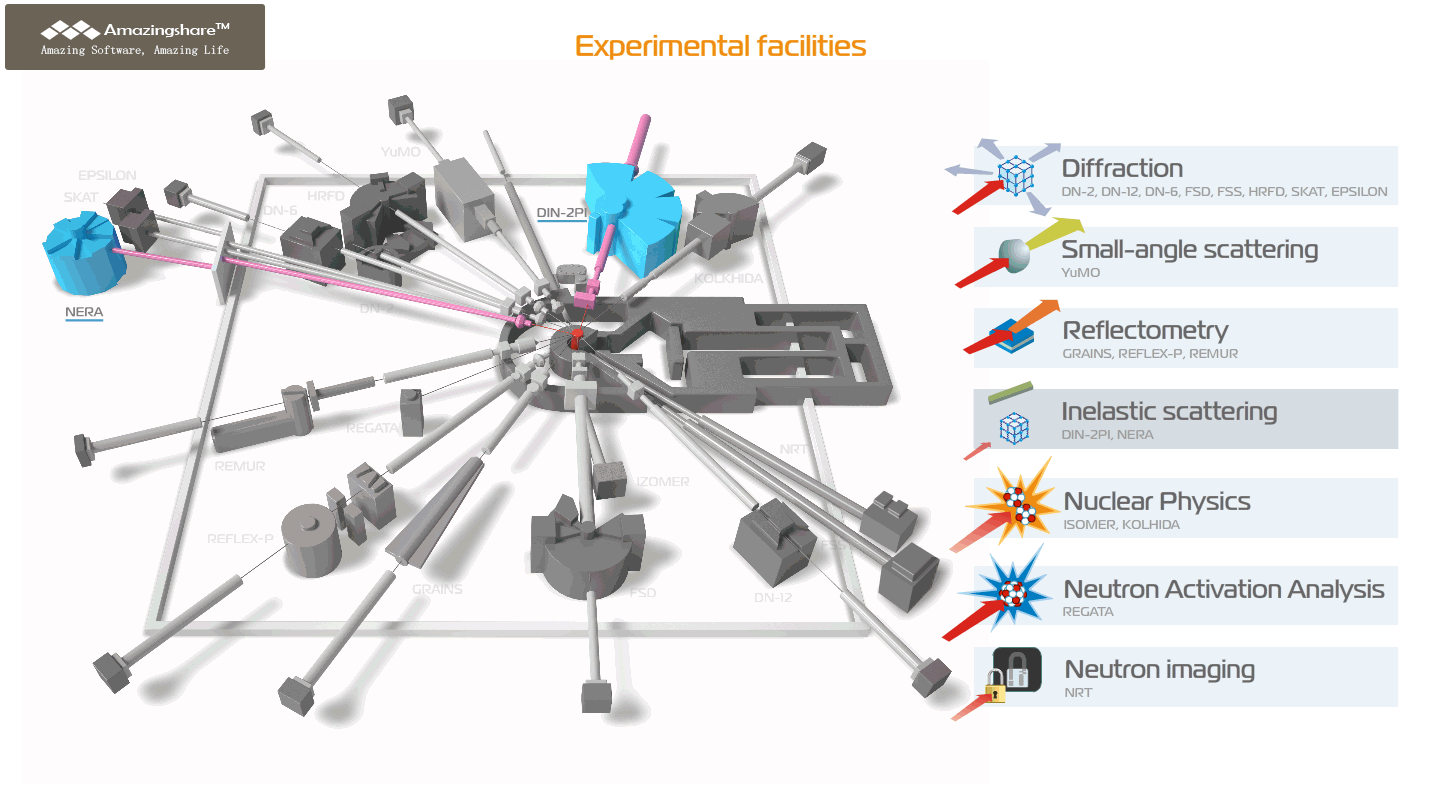 Amazingshare™
Amazing Software, Amazing Life
Experimental facilities
YuMO
EPSILON
SKAT
HRFD
DN-6
DIN-2PI
KOLKHIDA
NERA
DN-2
REGATA
REMUR
NRT
IZOMER
REFLEX-P
GRAINS
FSD
DN-12
Diffraction
DN-2, DN-12, DN-6, FSD, FSS, HRFD, SKAT, EPSILON
Small-angle scattering
YuMO
Reflectometry
GRAINS, REFLEX-P, REMUR
Inelastic scattering
DIN-2PI, NERA
Nuclear Physics
ISOMER, KOLHIDA
Neutron Activation Analysis
REGATA
Neutron imaging
NRT